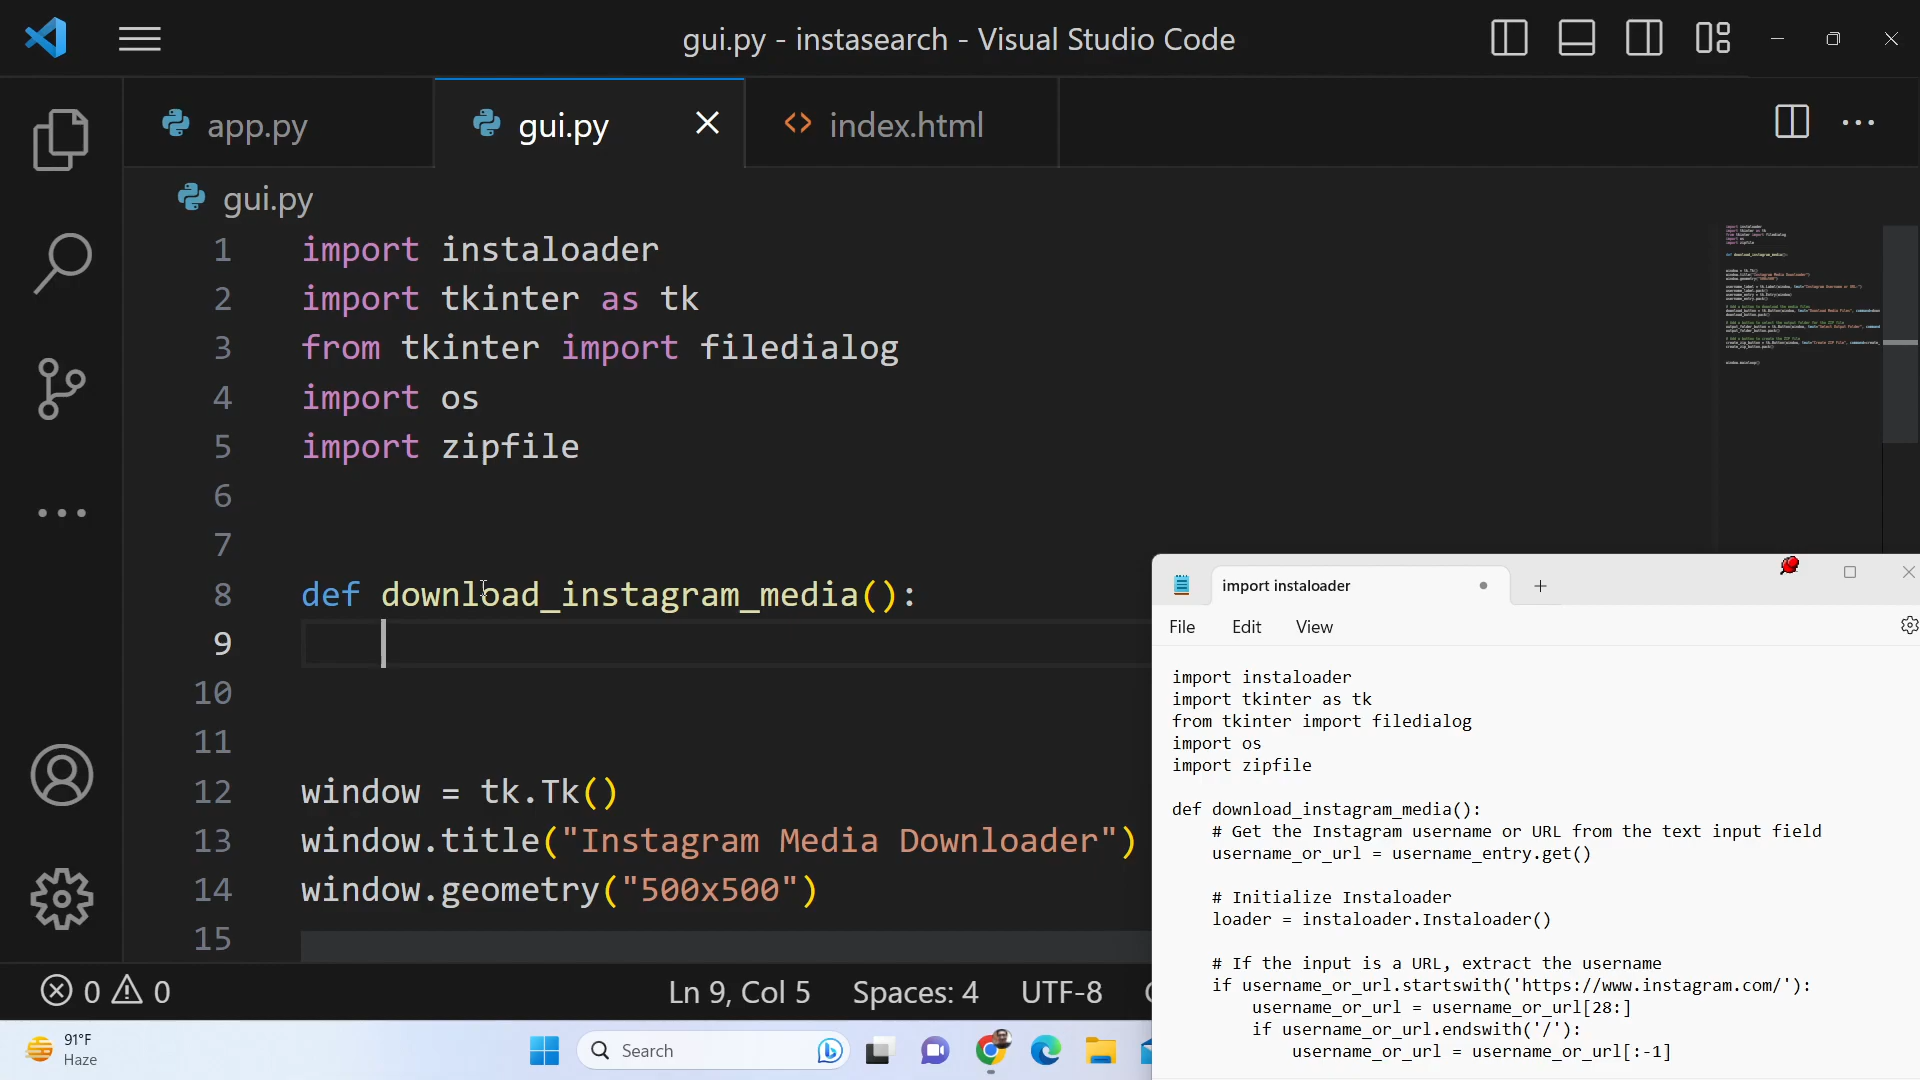 gui.py - instasearch - Visual Studio Code
app.py
gui.py
index.html
gui.py
1 import instaloader
2 import tkinter as tk
3 from tkinter import filedialog
4 import os
5 import zipfile
6
7
8 def download_instagram_media():
9
10
11
12 window = tk.Tk()
13 window.title("Instagram Media Downloader")
14 window.geometry("500x500")
15
0 0
Ln 9, Col 5
Spaces: 4
UTF-8
import instaloader
File Edit View
import instaloader
import tkinter as tk
from tkinter import filedialog
import os
import zipfile
def download_instagram_media():
# Get the Instagram username or URL from the text input field
username_or_url = username_entry.get()
# Initialize Instaloader
loader = instaloader.Instaloader()
# If the input is a URL, extract the username
if username_or_url.startswith('https://www.instagram.com/'):
username_or_url = username_or_url[28:]
if username_or_url.endswith('/'):
username_or_url = username_or_url[:-1]
91°F
Haze
Search